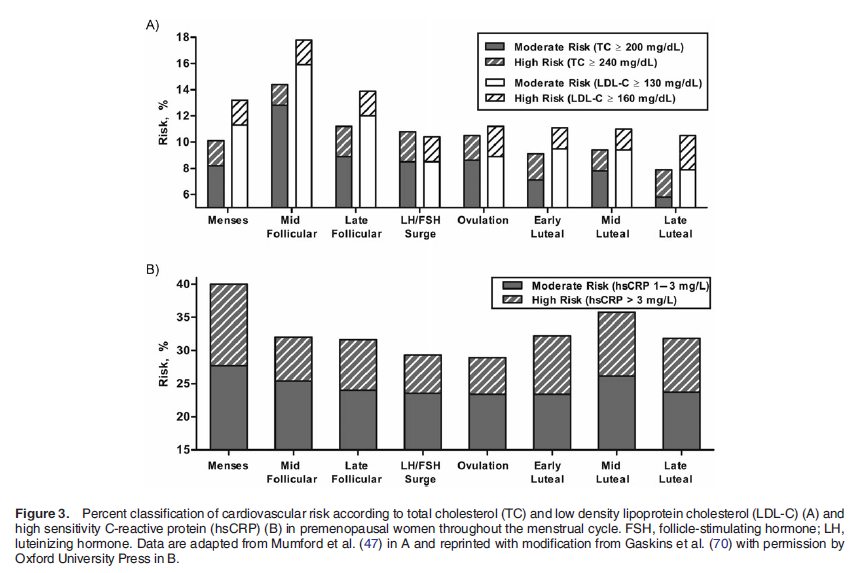 A)
18
16
14
12
10
8
6
Risk, %
Moderate Risk (TC ≥ 200 mg/dL)
High Risk (TC ≥ 240 mg/dL)
Moderate Risk (LDL-C ≥ 130 mg/dL)
High Risk (LDL-C ≥ 160 mg/dL)
Menses
Mid
Follicular
Late
Follicular
LH/FSH
Surge
Ovulation
Early
Luteal
Mid
Luteal
Late
Luteal
B)
40
35
30
25
20
15
Risk, %
Moderate Risk (hsCRP 1–3 mg/L)
High Risk (hsCRP > 3 mg/L)
Menses
Mid
Follicular
Late
Follicular
LH/FSH
Surge
Ovulation
Early
Luteal
Mid
Luteal
Late
Luteal
Figure 3. Percent classification of cardiovascular risk according to total cholesterol (TC) and low density lipoprotein cholesterol (LDL-C) (A) and
high sensitivity C-reactive protein (hsCRP) (B) in premenopausal women throughout the menstrual cycle. FSH, follicle-stimulating hormone; LH,
luteinizing hormone. Data are adapted from Mumford et al. (47) in A and reprinted with modification from Gaskins et al. (70) with permission by
Oxford University Press in B.